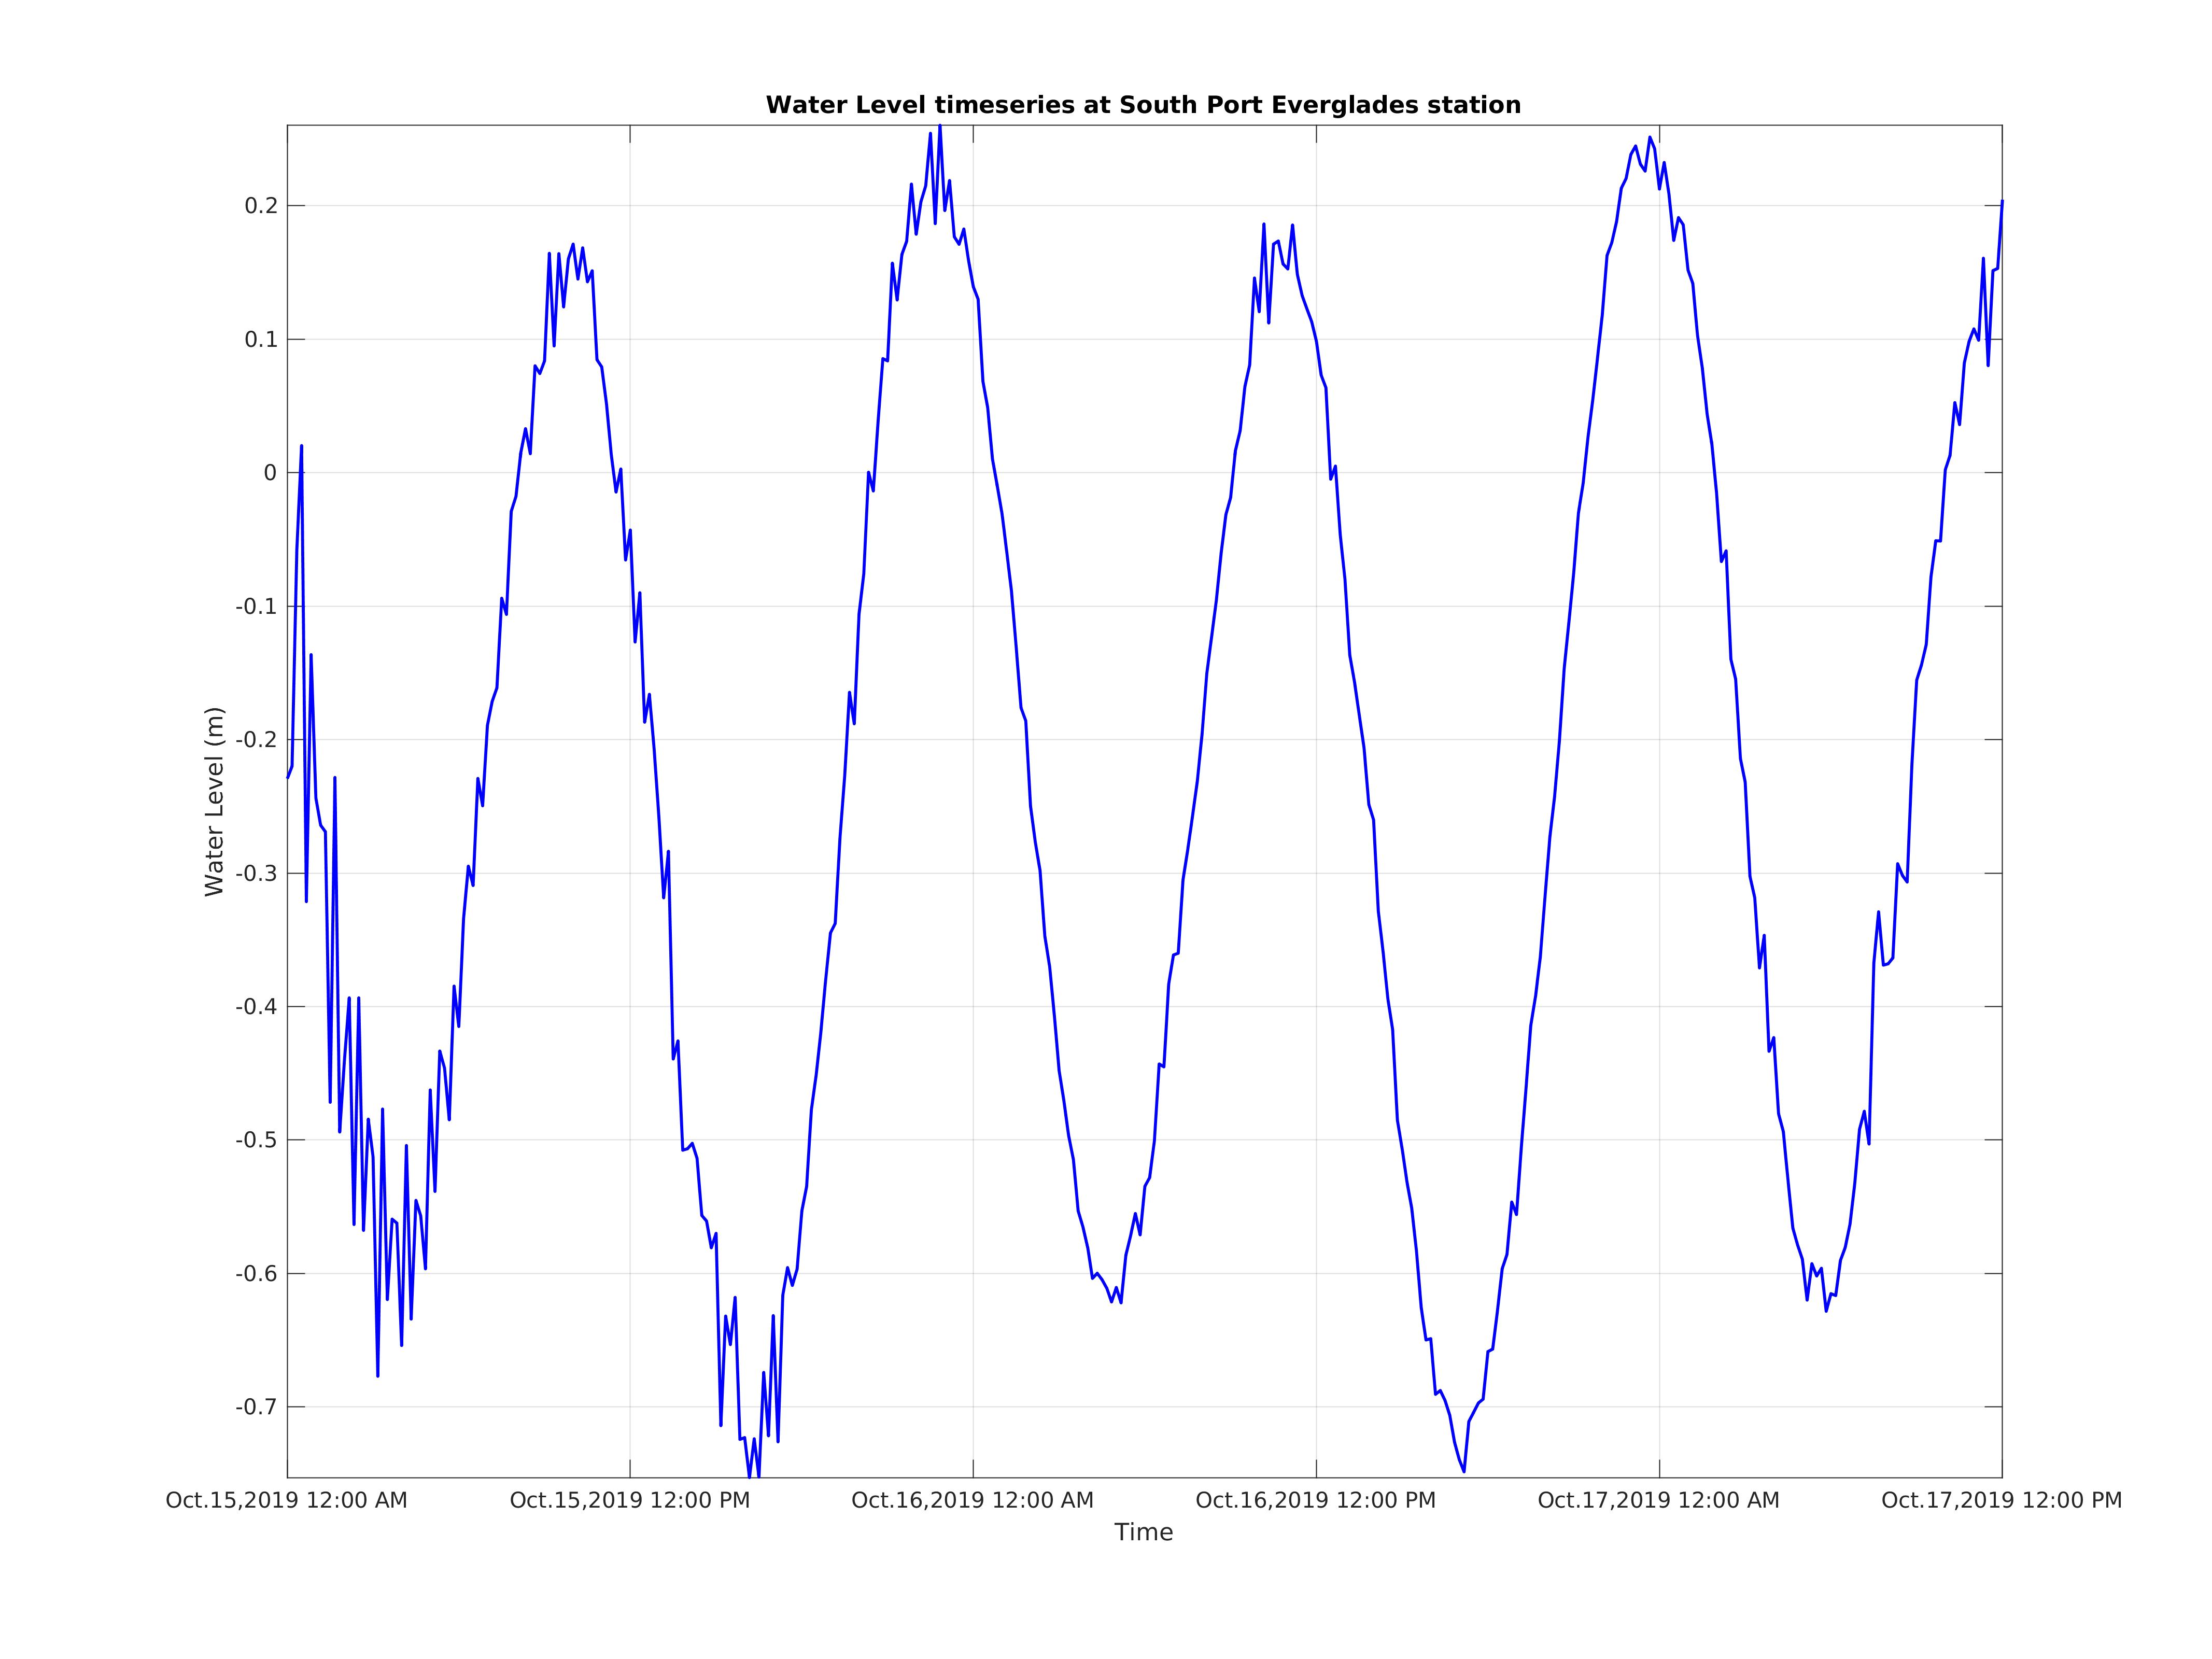 Water Level timeseries at South Port Everglades station
0.2
0.1
0
-0.1
-0.2
-0.3
-0.4
-0.5
-0.6
-0.7
Water Level (m)
Oct.15,2019 12:00 AM
Oct.15,2019 12:00 PM
Oct.16,2019 12:00 AM
Oct.16,2019 12:00 PM
Oct.17,2019 12:00 AM
Oct.17,2019 12:00 PM
Time